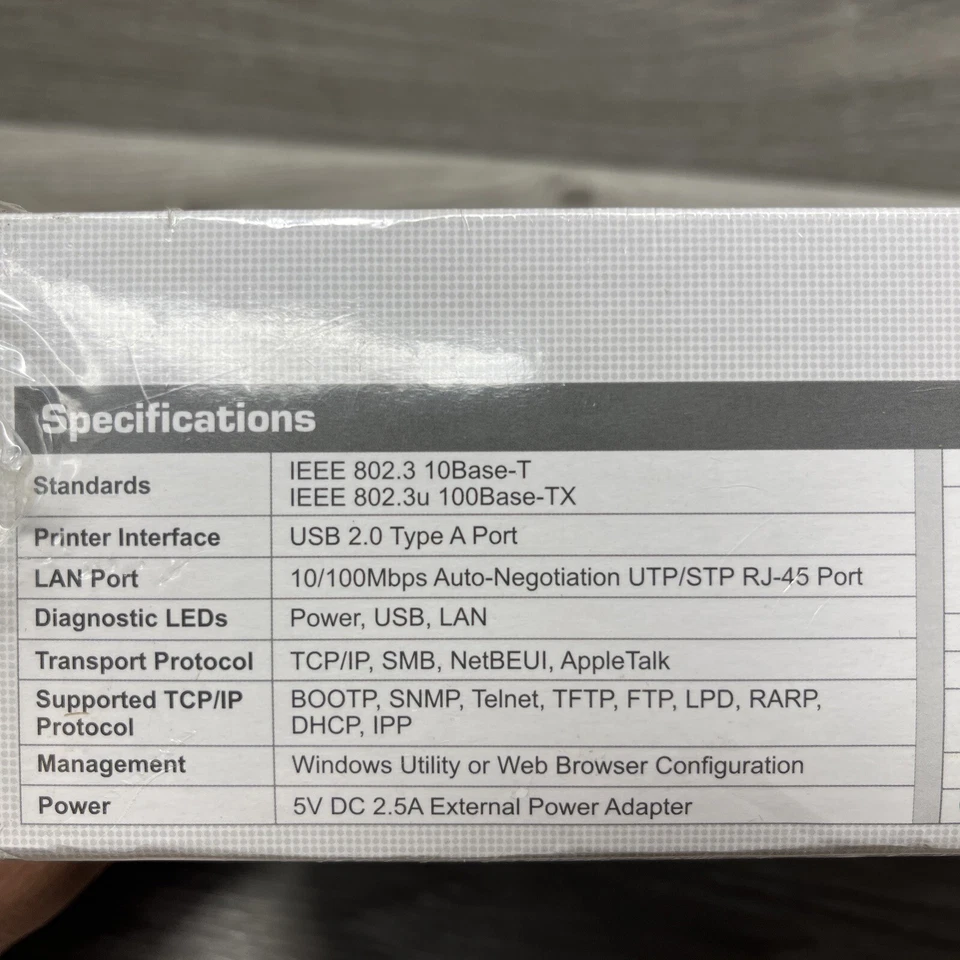 Specifications
Standards
IEEE 802.3 10Base-T
IEEE 802.3u 100Base-TX
Printer Interface
USB 2.0 Type A Port
LAN Port
10/100Mbps Auto-Negotiation UTP/STP RJ-45 Port
Diagnostic LEDs
Power, USB, LAN
Transport Protocol
TCP/IP, SMB, NetBEUI, AppleTalk
Supported TCP/IP
Protocol
BOOTP, SNMP, Telnet, TFTP, FTP, LPD, RARP,
DHCP, IPP
Management
Windows Utility or Web Browser Configuration
Power
5V DC 2.5A External Power Adapter